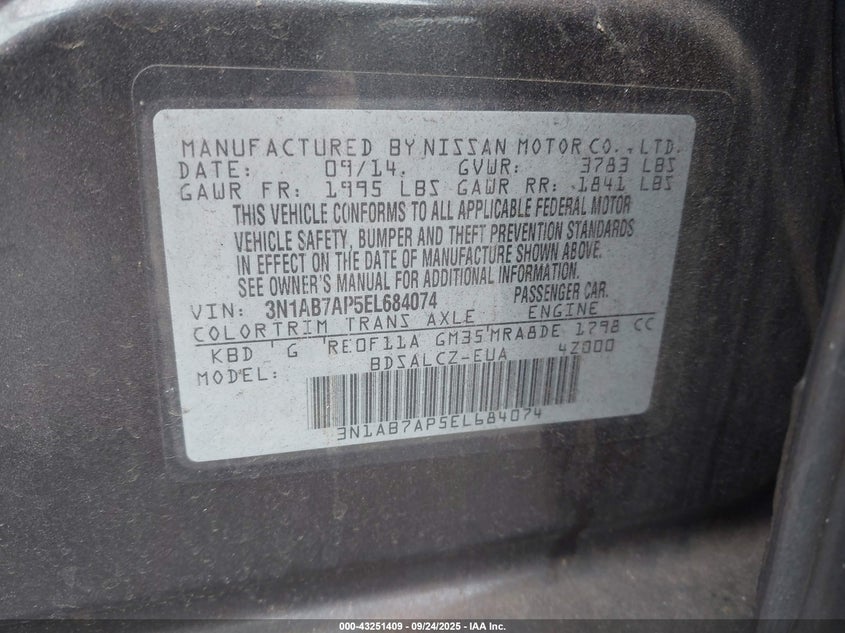 MANUFACTURED BY NISSAN MOTOR CO., LTD.
DATE: 09/14. GVWR: 3783 LBS
GAWR FR: 1995 LBS GAWR RR: 1841 LBS
THIS VEHICLE CONFORMS TO ALL APPLICABLE FEDERAL MOTOR
VEHICLE SAFETY, BUMPER AND THEFT PREVENTION STANDARDS
IN EFFECT ON THE DATE OF MANUFACTURE SHOWN ABOVE.
SEE OWNER'S MANUAL FOR ADDITIONAL INFORMATION.
VIN: 3N1AB7AP5EL684074 PASSENGER CAR.
COLOR TRIM TRANS AXLE ENGINE
KBD G RE0F11A GM35 MRA8DE 1798 CC
MODEL: BDSALCZ-EUA 4Z000
3N1AB7AP5EL684074
000-43251409 - 09/24/2025 - IAA Inc.